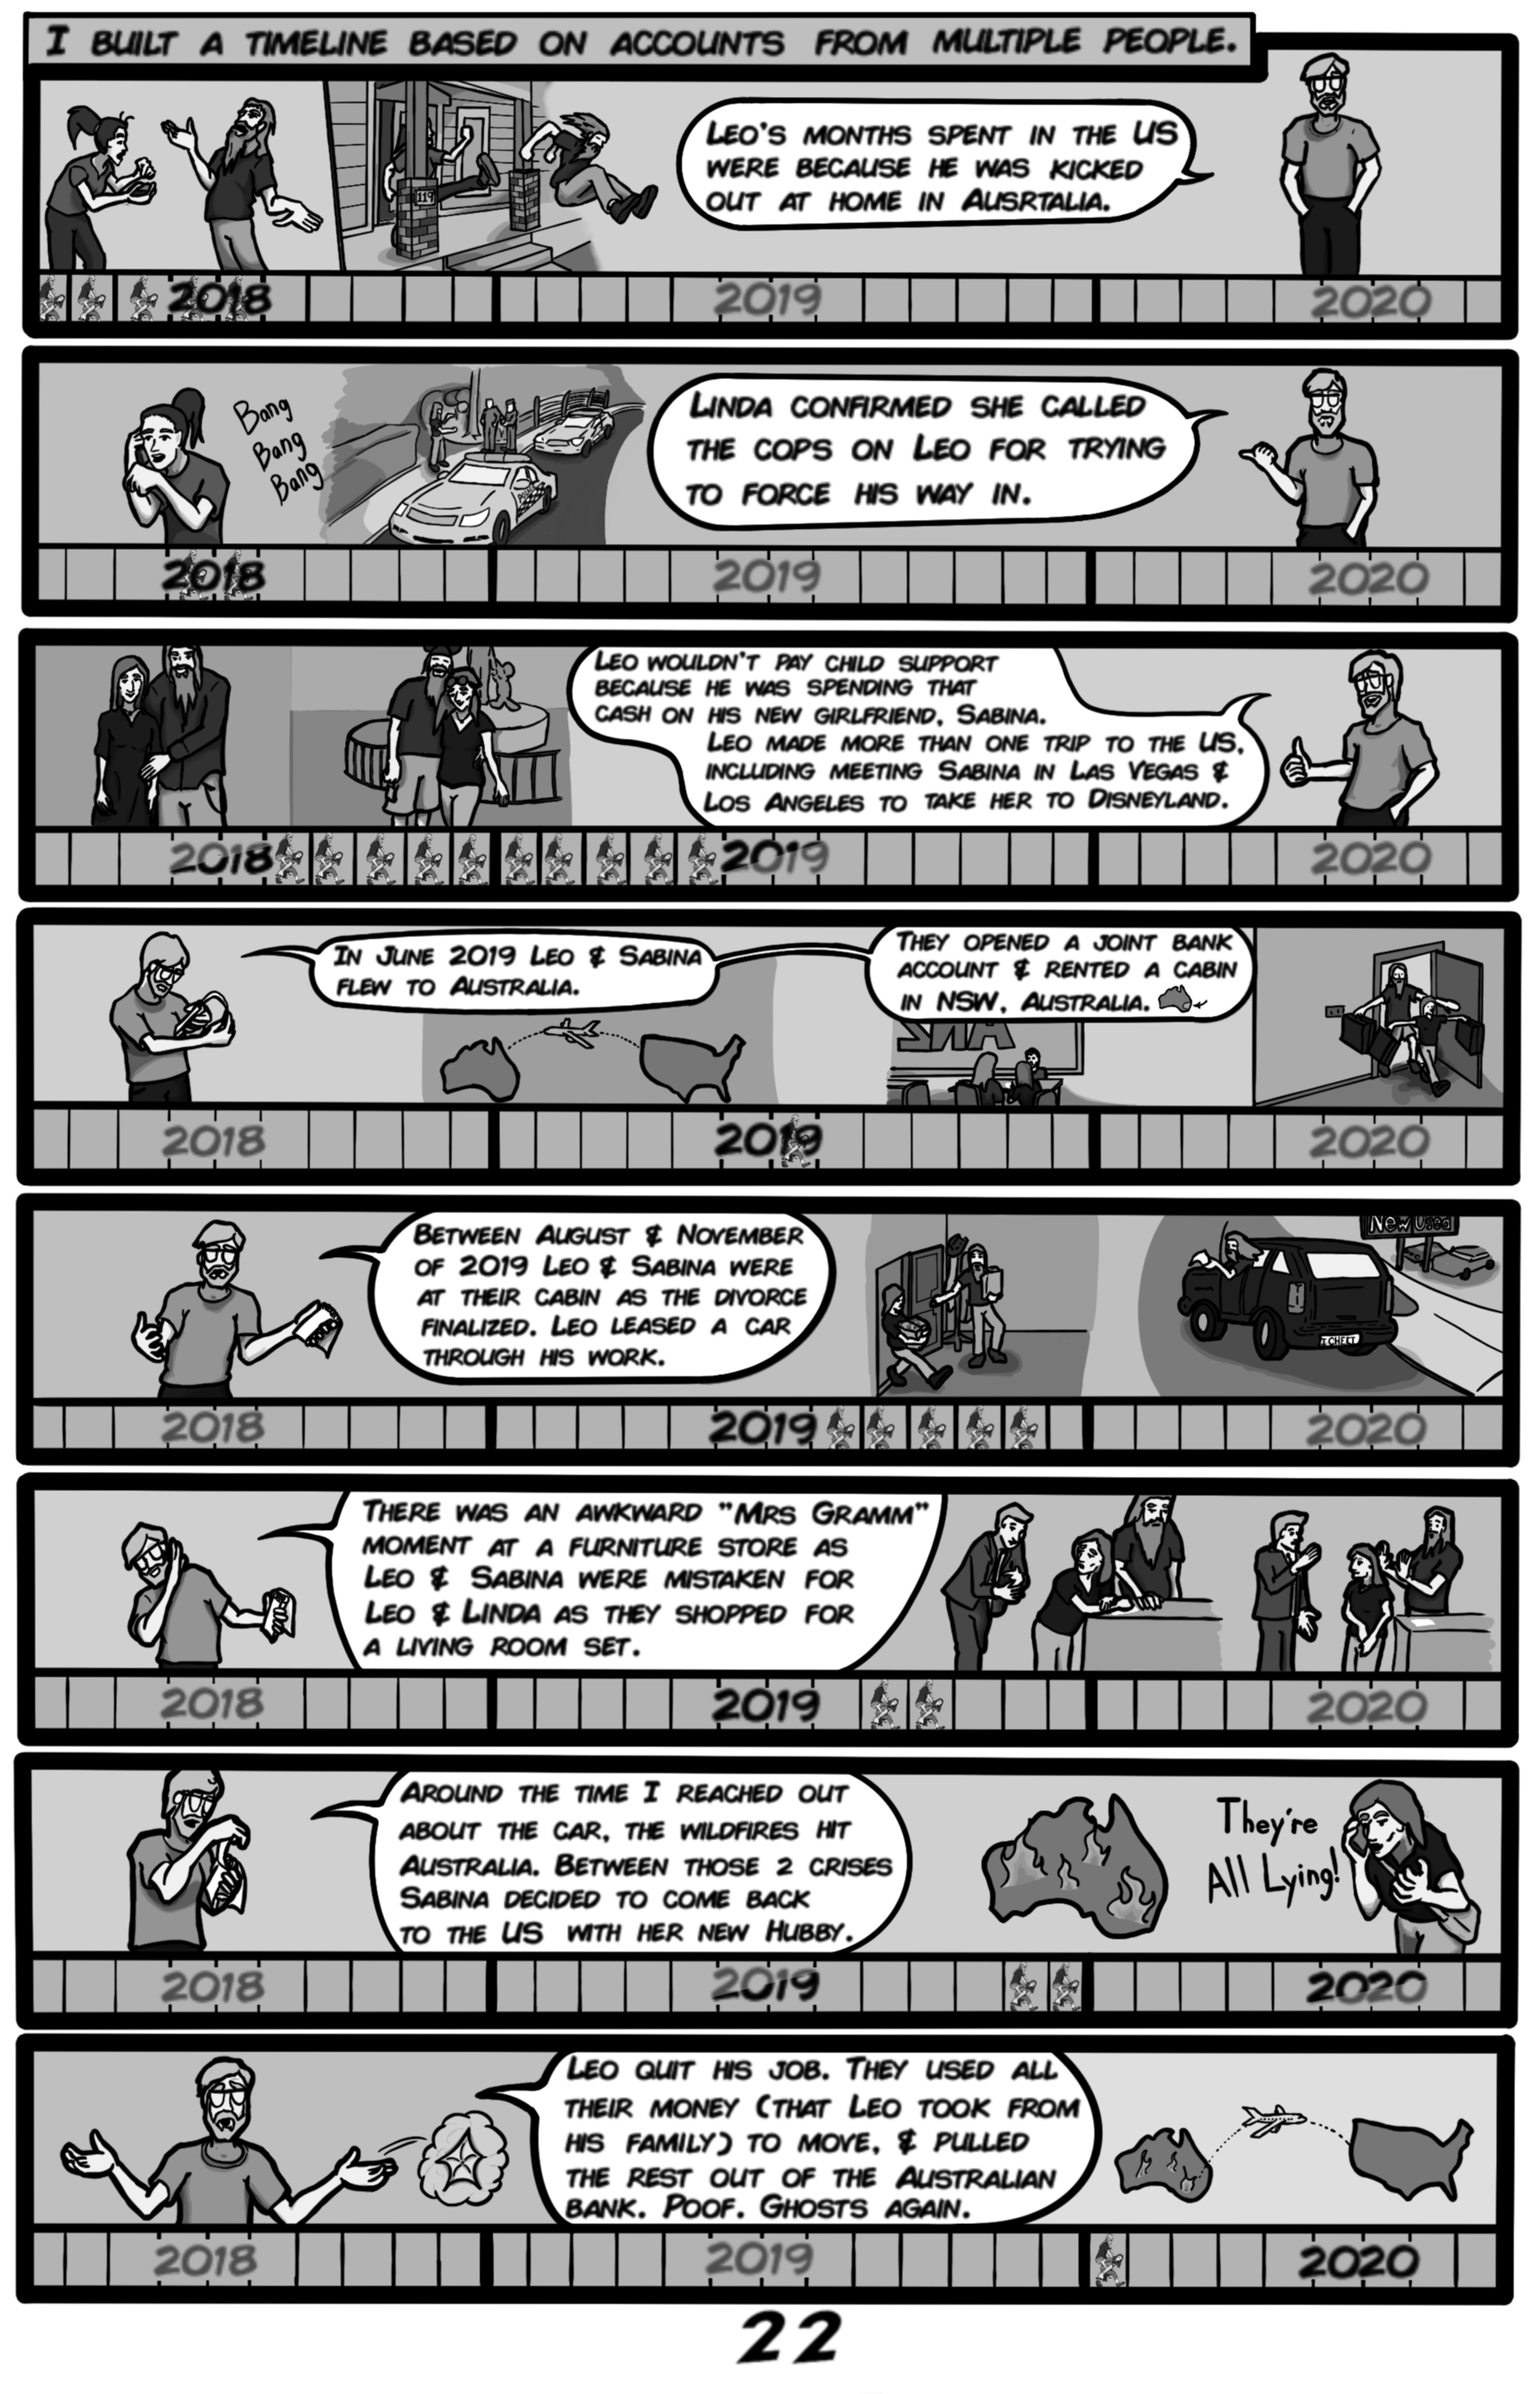 I BUILT A TIMELINE BASED ON ACCOUNTS FROM MULTIPLE PEOPLE.
119
LEO'S MONTHS SPENT IN THE US
WERE BECAUSE HE WAS KICKED
OUT AT HOME IN AUSRTALIA.
2018 2019 2020
Bang
Bang
Bang
POLICE
LINDA CONFIRMED SHE CALLED
THE COPS ON LEO FOR TRYING
TO FORCE HIS WAY IN.
2018 2019 2020
LEO WOULDN'T PAY CHILD SUPPORT
BECAUSE HE WAS SPENDING THAT
CASH ON HIS NEW GIRLFRIEND, SABINA.
LEO MADE MORE THAN ONE TRIP TO THE US,
INCLUDING MEETING SABINA IN LAS VEGAS &
LOS ANGELES TO TAKE HER TO DISNEYLAND.
2018 2019 2020
IN JUNE 2019 LEO & SABINA
FLEW TO AUSTRALIA.
THEY OPENED A JOINT BANK
ACCOUNT & RENTED A CABIN
IN NSW, AUSTRALIA.
ANZ
2018 2019 2020
BETWEEN AUGUST & NOVEMBER
OF 2019 LEO & SABINA WERE
AT THEIR CABIN AS THE DIVORCE
FINALIZED. LEO LEASED A CAR
THROUGH HIS WORK.
New Used
I CHEET
2018 2019 2020
THERE WAS AN AWKWARD "MRS GRAMM"
MOMENT AT A FURNITURE STORE AS
LEO & SABINA WERE MISTAKEN FOR
LEO & LINDA AS THEY SHOPPED FOR
A LIVING ROOM SET.
2018 2019 2020
AROUND THE TIME I REACHED OUT
ABOUT THE CAR, THE WILDFIRES HIT
AUSTRALIA. BETWEEN THOSE 2 CRISES
SABINA DECIDED TO COME BACK
TO THE US WITH HER NEW HUBBY.
They're
All Lying!
2018 2019 2020
LEO QUIT HIS JOB. THEY USED ALL
THEIR MONEY (THAT LEO TOOK FROM
HIS FAMILY) TO MOVE, & PULLED
THE REST OUT OF THE AUSTRALIAN
BANK. POOF. GHOSTS AGAIN.
2018 2019 2020
22